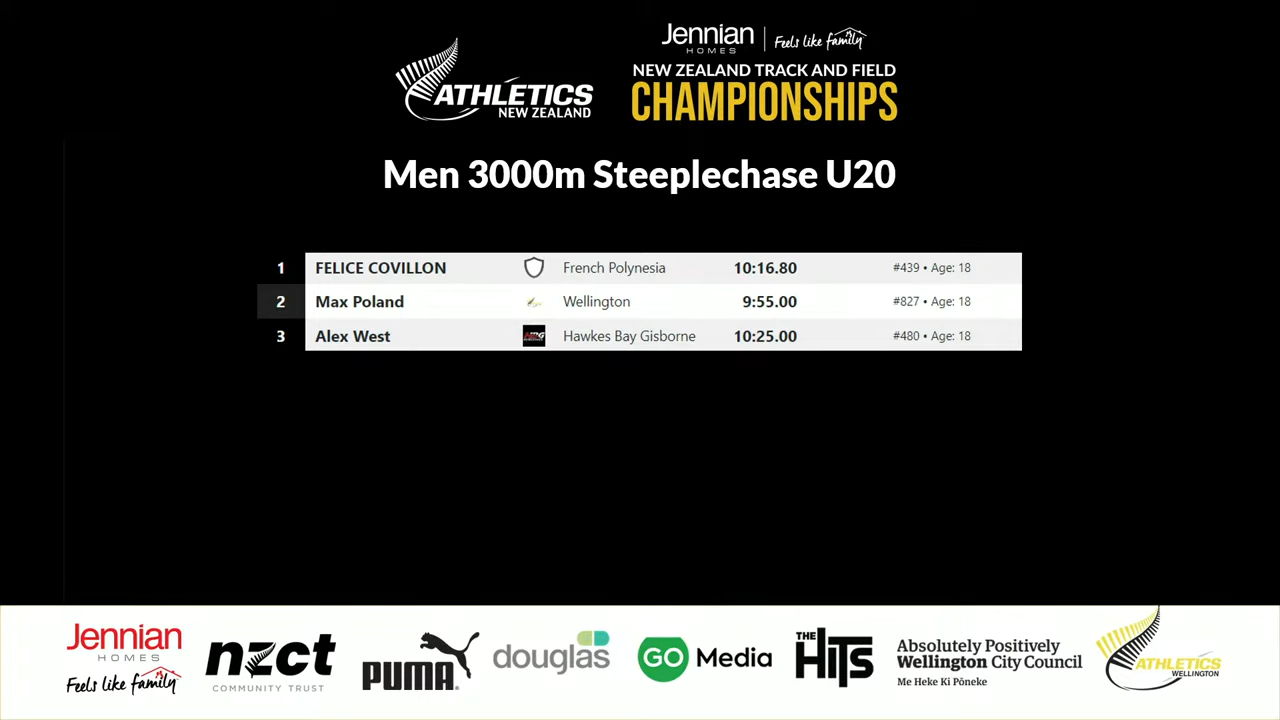 Jennian
HOMES
Feels like family
ATHLETICS
NEW ZEALAND
NEW ZEALAND TRACK AND FIELD
CHAMPIONSHIPS
Men 3000m Steeplechase U20
1 FELICE COVILLON French Polynesia 10:16.80 #439 • Age: 18
2 Max Poland Wellington 9:55.00 #827 • Age: 18
3 Alex West Hawkes Bay Gisborne 10:25.00 #480 • Age: 18
Jennian
HOMES
Feels like family
nzct
COMMUNITY TRUST
PUMA
douglas
GO Media
THE
HITS
Absolutely Positively
Wellington City Council
Me Heke Ki Pōneke
ATHLETICS
WELLINGTON